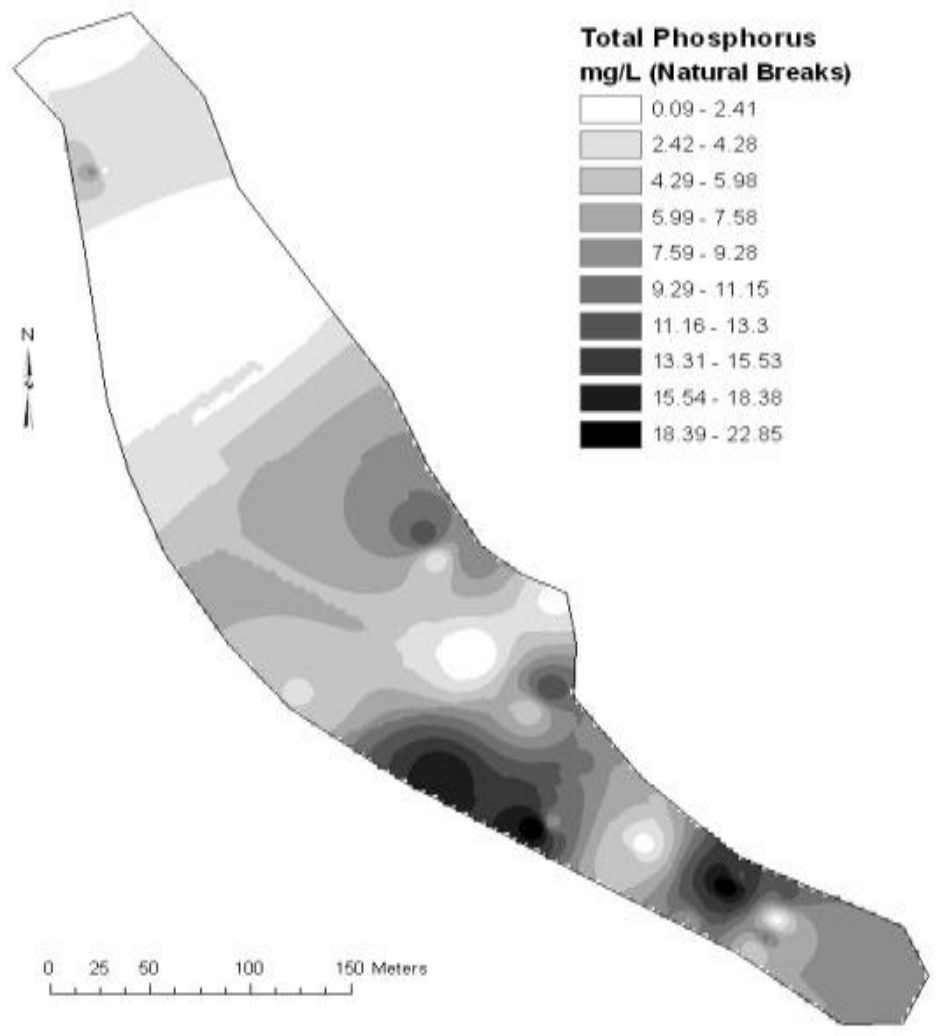 Total Phosphorus
mg/L (Natural Breaks)
0.09 - 2.41
2.42 - 4.28
4.29 - 5.98
5.99 - 7.58
7.59 - 9.28
9.29 - 11.15
11.16 - 13.3
13.31 - 15.53
15.54 - 18.38
18.39 - 22.85
N
0 25 50 100 150 Meters